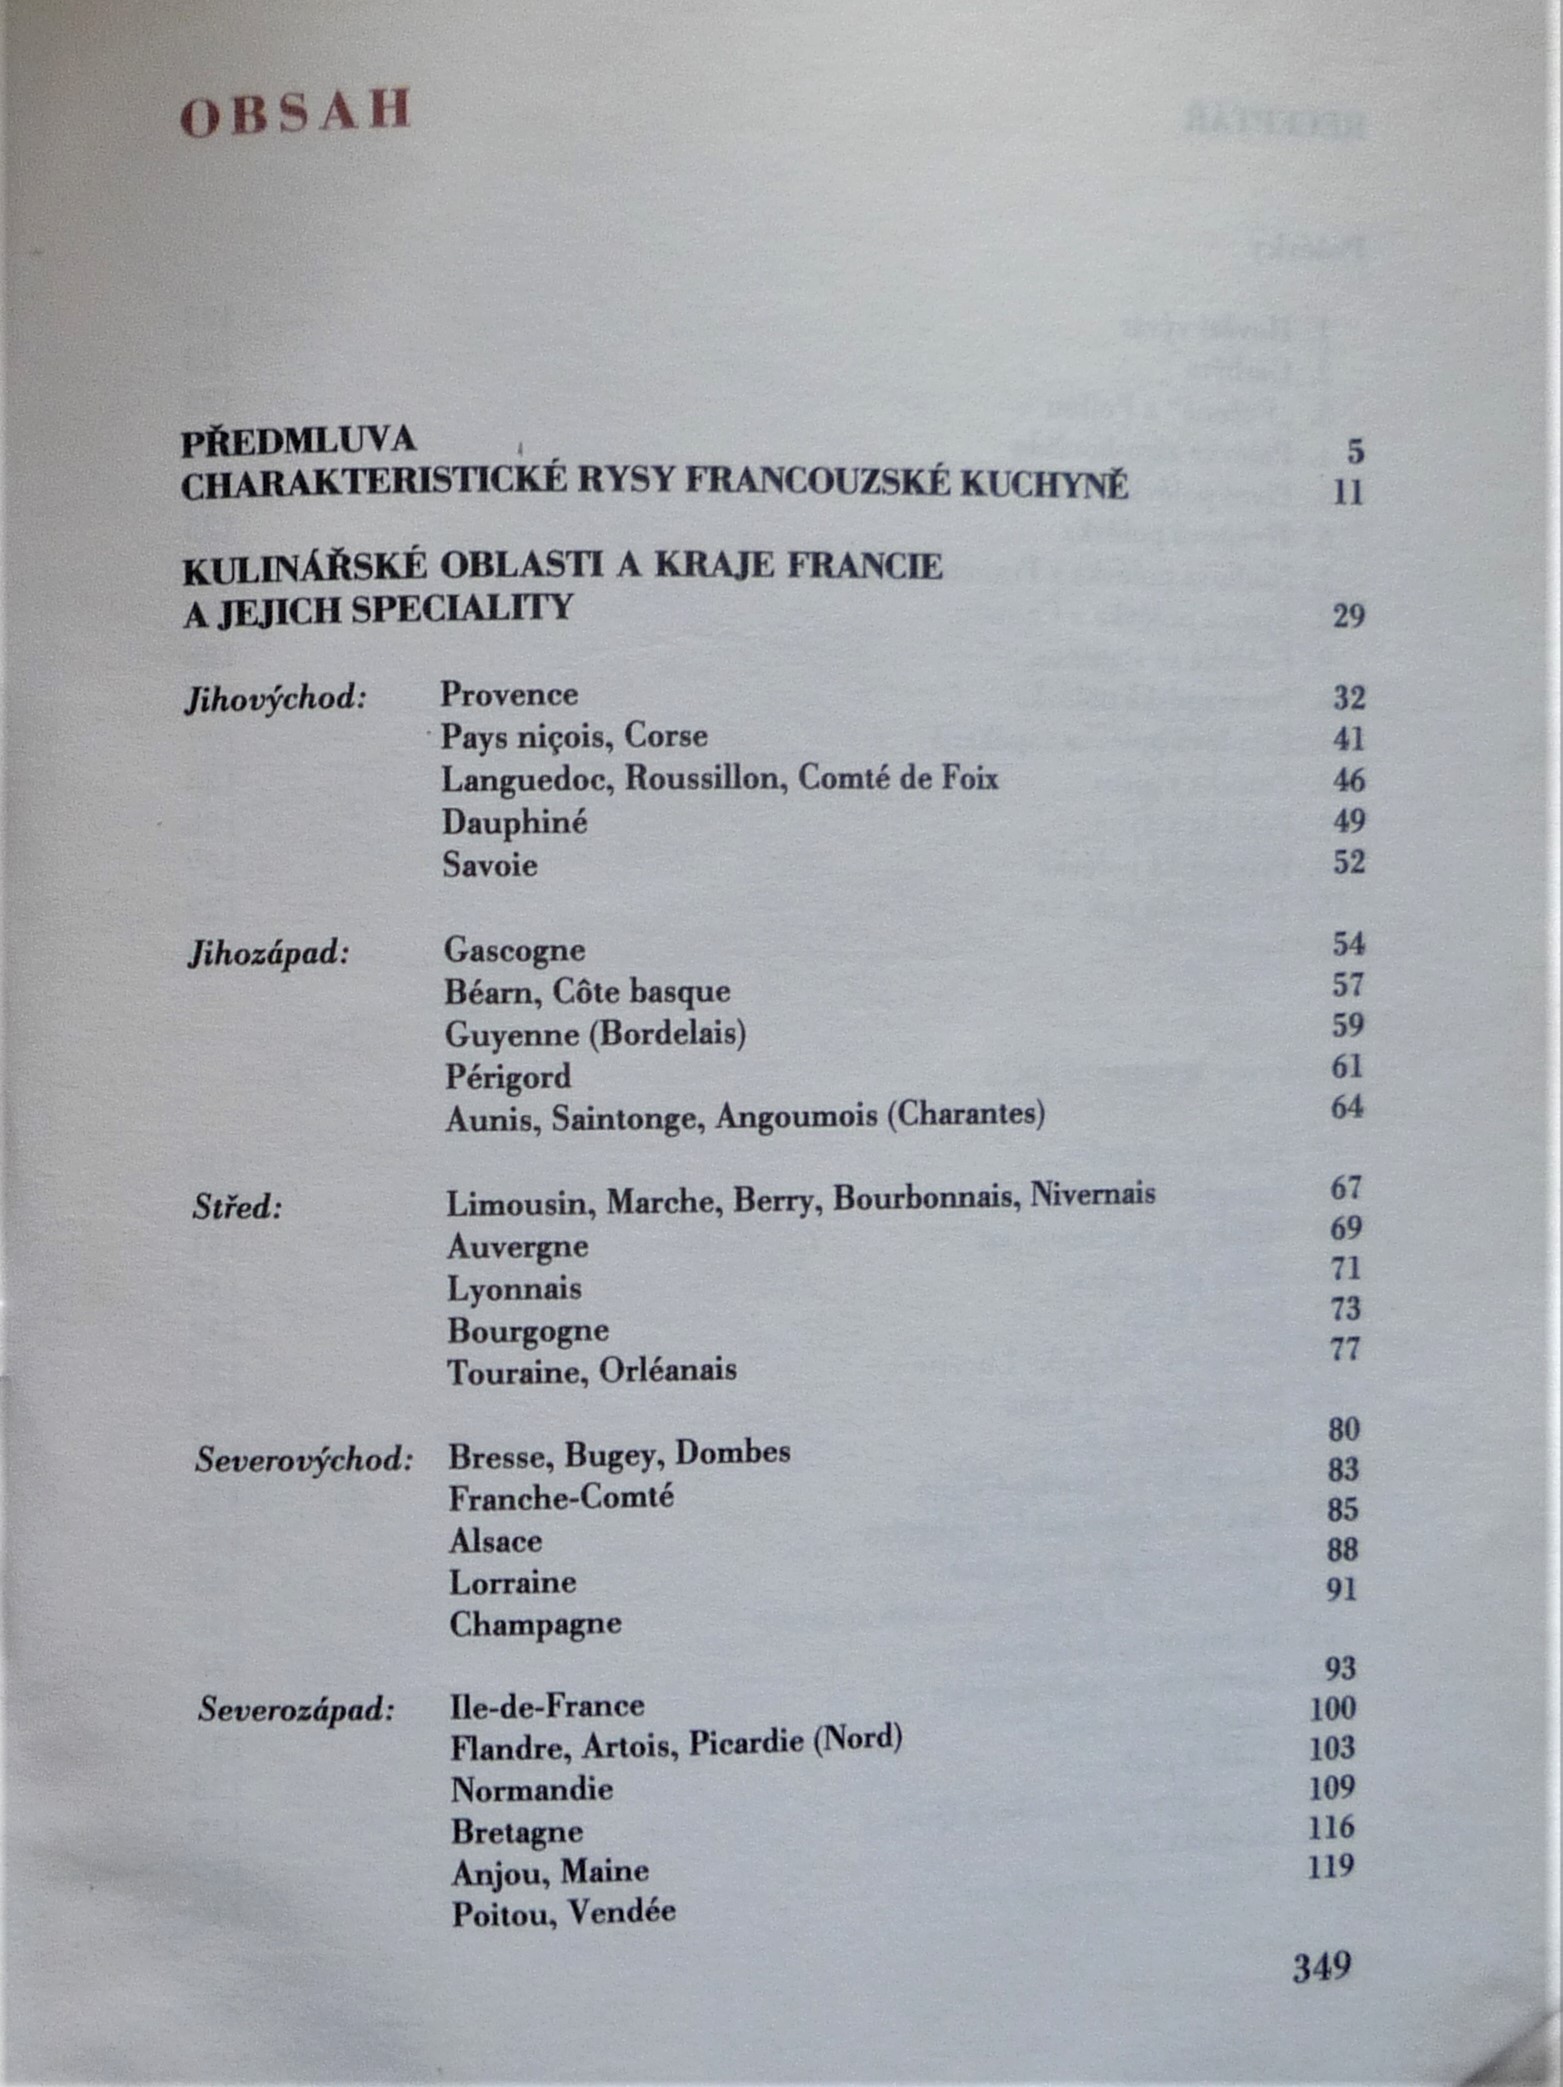 OBSAH
PŘEDMLUVA 5
CHARAKTERISTICKÉ RYSY FRANCOUZSKÉ KUCHYNĚ 11
KULINÁŘSKÉ OBLASTI A KRAJE FRANCIE
A JEJICH SPECIALITY 29
Jihovýchod: Provence 32
Pays niçois, Corse 41
Languedoc, Roussillon, Comté de Foix 46
Dauphiné 49
Savoie 52
Jihozápad: Gascogne 54
Béarn, Côte basque 57
Guyenne (Bordelais) 59
Périgord 61
Aunis, Saintonge, Angoumois (Charantes) 64
Střed: Limousin, Marche, Berry, Bourbonnais, Nivernais 67
Auvergne 69
Lyonnais 71
Bourgogne 73
Touraine, Orléanais 77
Severovýchod: Bresse, Bugey, Dombes 80
Franche-Comté 83
Alsace 85
Lorraine 88
Champagne 91
Severozápad: Ile-de-France 93
Flandre, Artois, Picardie (Nord) 100
Normandie 103
Bretagne 109
Anjou, Maine 116
Poitou, Vendée 119
349